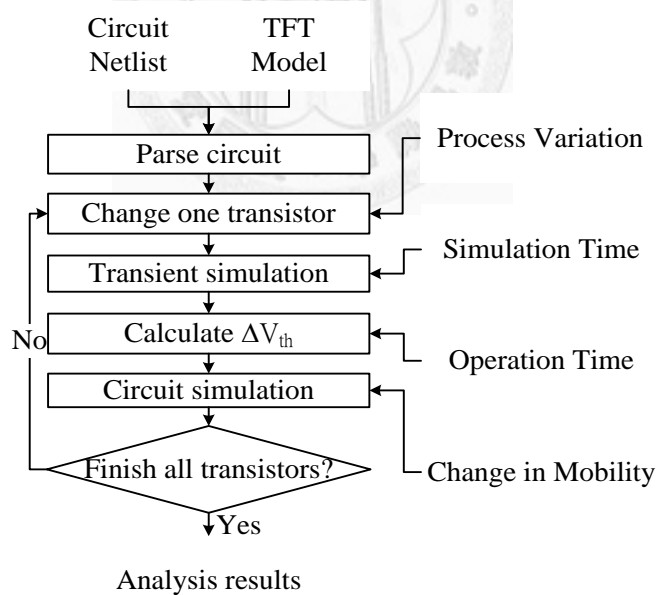 Circuit
Netlist
TFT
Model
Parse circuit
Process Variation
Change one transistor
Simulation Time
Transient simulation
No
Calculate ΔVth
Operation Time
Circuit simulation
Finish all transistors?
Change in Mobility
Yes
Analysis results